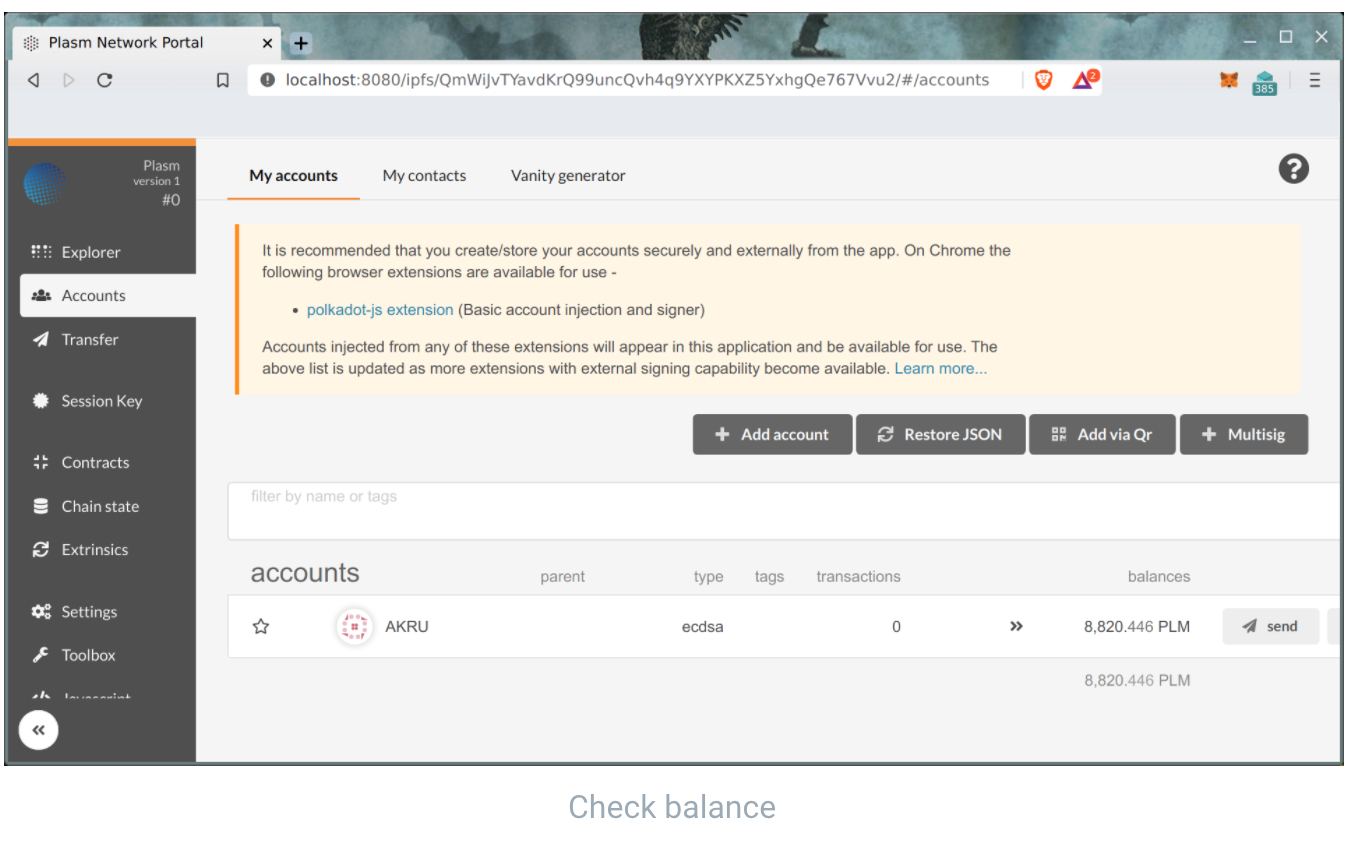 Plasm Network Portal
localhost:8080/ipfs/QmWiJvTYavdKrQ99uncQvh4q9YXYPKXZ5YxhgQe767Vvu2/#/accounts
2
385
Plasm
version 1
#0
My accounts My contacts Vanity generator
?
Explorer
Accounts
Transfer
Session Key
Contracts
Chain state
Extrinsics
Settings
Toolbox
Javascript
It is recommended that you create/store your accounts securely and externally from the app. On Chrome the
following browser extensions are available for use -
• polkadot-js extension (Basic account injection and signer)
Accounts injected from any of these extensions will appear in this application and be available for use. The
above list is updated as more extensions with external signing capability become available. Learn more...
Add account Restore JSON Add via Qr Multisig
filter by name or tags
accounts parent type tags transactions balances
AKRU ecdsa 0 8,820.446 PLM send
8,820.446 PLM
Check balance